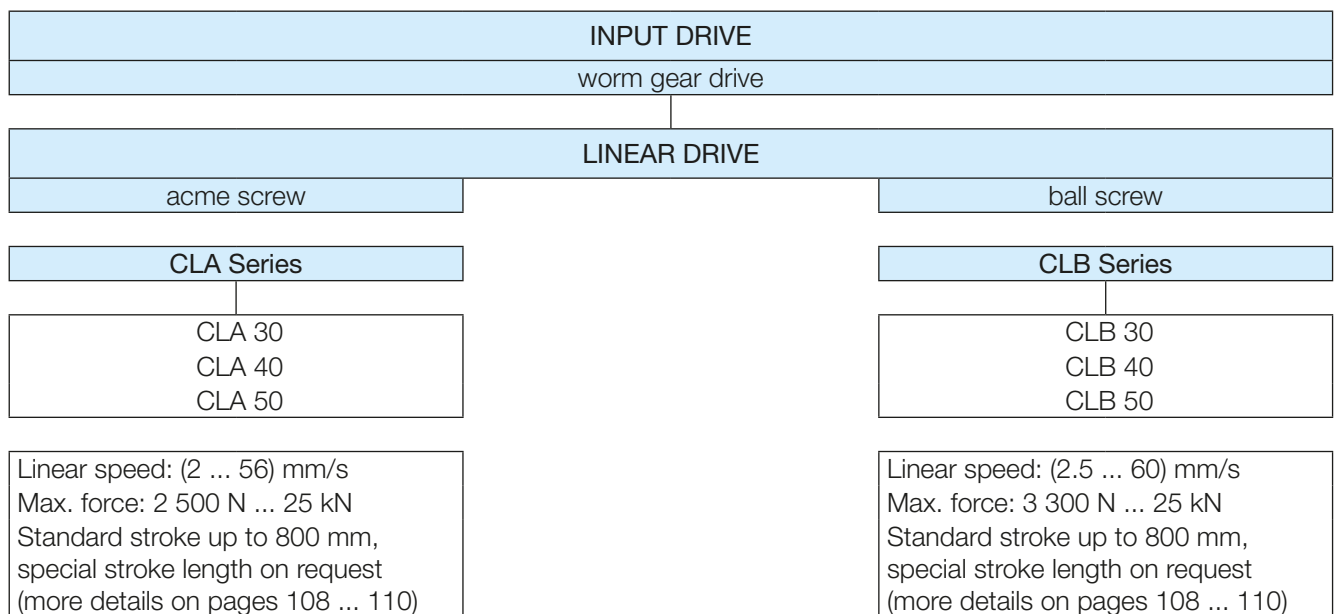 INPUT DRIVE
worm gear drive
LINEAR DRIVE
acme screw
ball screw
CLA Series
CLB Series
CLA 30
CLA 40
CLA 50
CLB 30
CLB 40
CLB 50
Linear speed: (2 ... 56) mm/s
Max. force: 2 500 N ... 25 kN
Standard stroke up to 800 mm,
special stroke length on request
(more details on pages 108 ... 110)
Linear speed: (2.5 ... 60) mm/s
Max. force: 3 300 N ... 25 kN
Standard stroke up to 800 mm,
special stroke length on request
(more details on pages 108 ... 110)